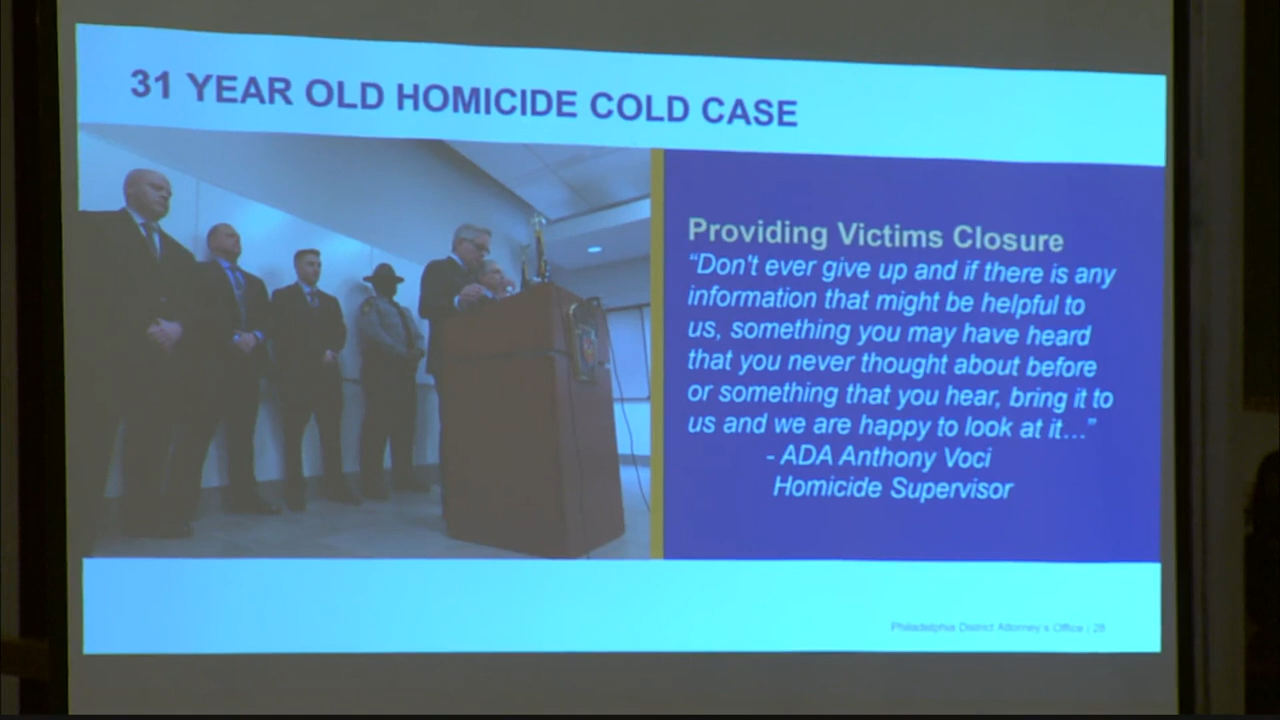 31 YEAR OLD HOMICIDE COLD CASE
Providing Victims Closure
“Don't ever give up and if there is any
information that might be helpful to
us, something you may have heard
that you never thought about before
or something that you hear, bring it to
us and we are happy to look at it...”
- ADA Anthony Voci
Homicide Supervisor
Philadelphia District Attorney's Office | 28